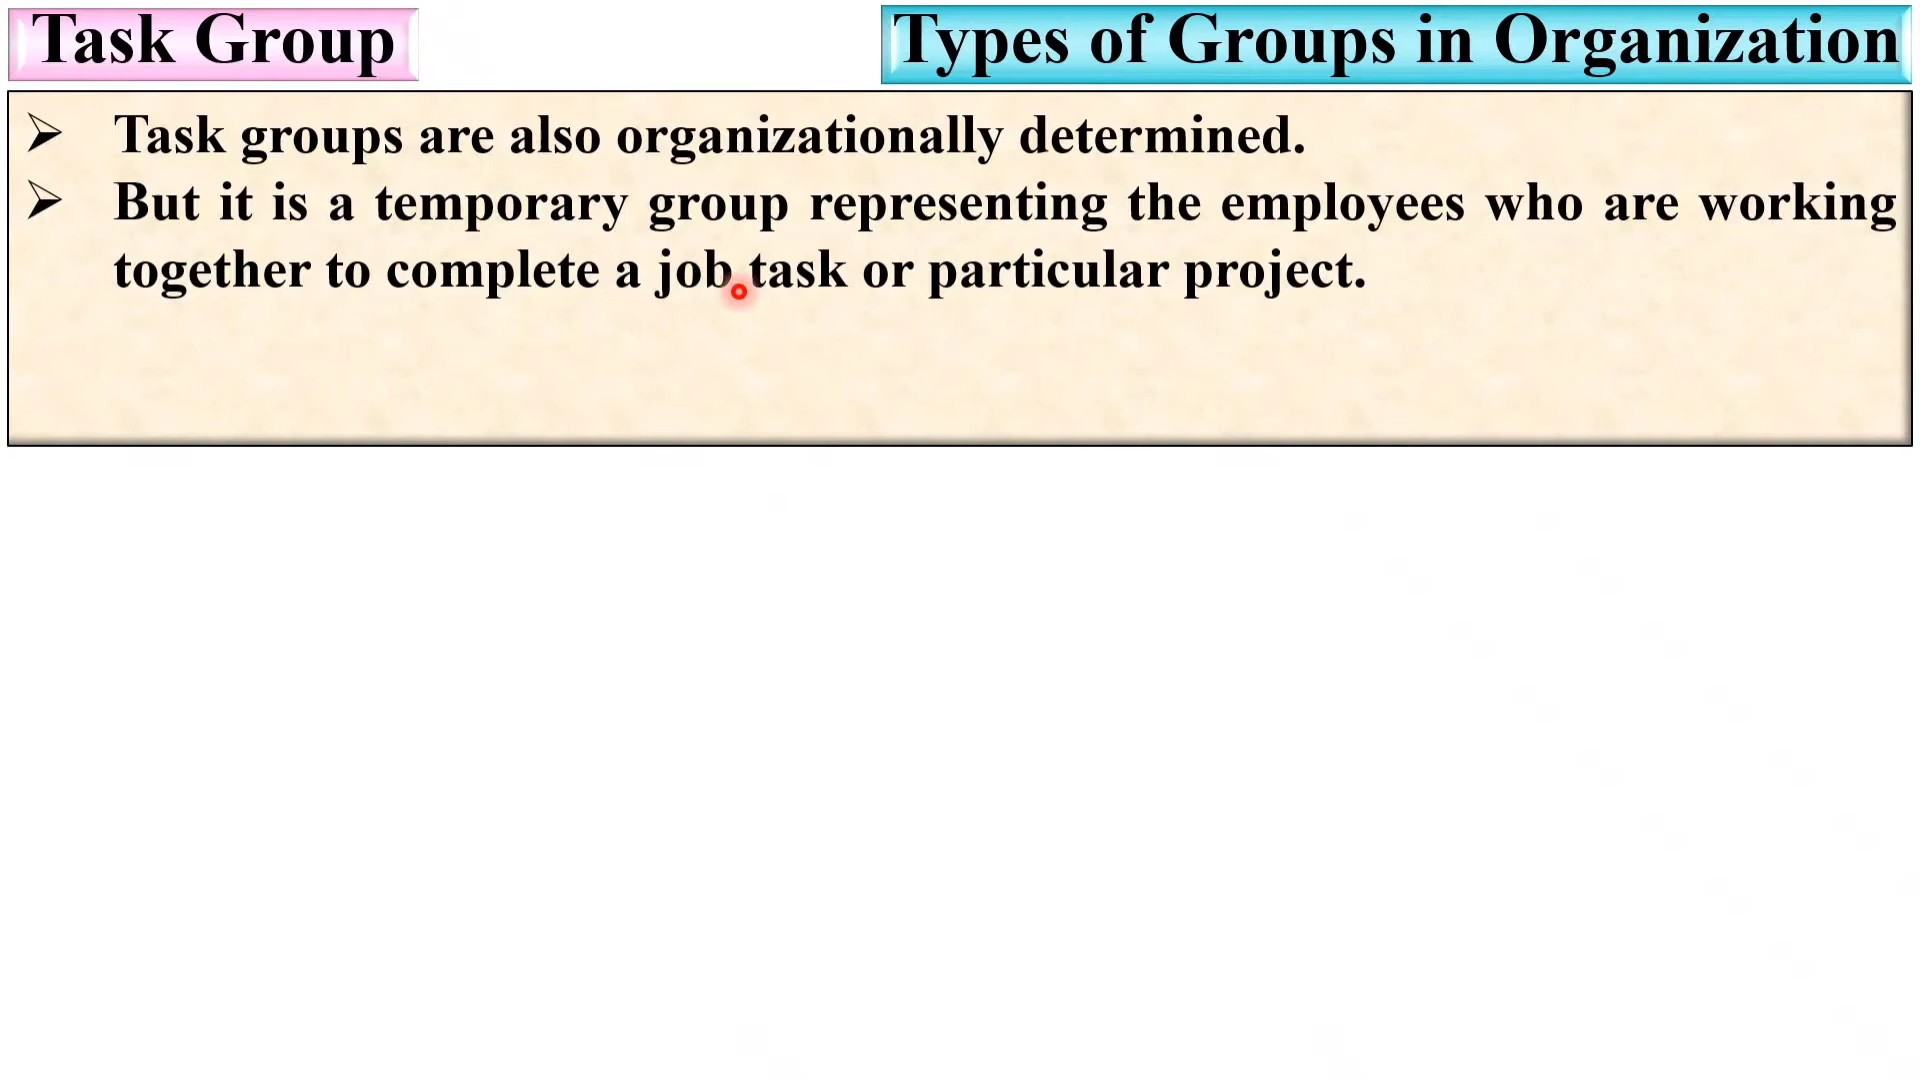 Task Group
Types of Groups in Organization
➢ Task groups are also organizationally determined.
➢ But it is a temporary group representing the employees who are working
together to complete a job task or particular project.